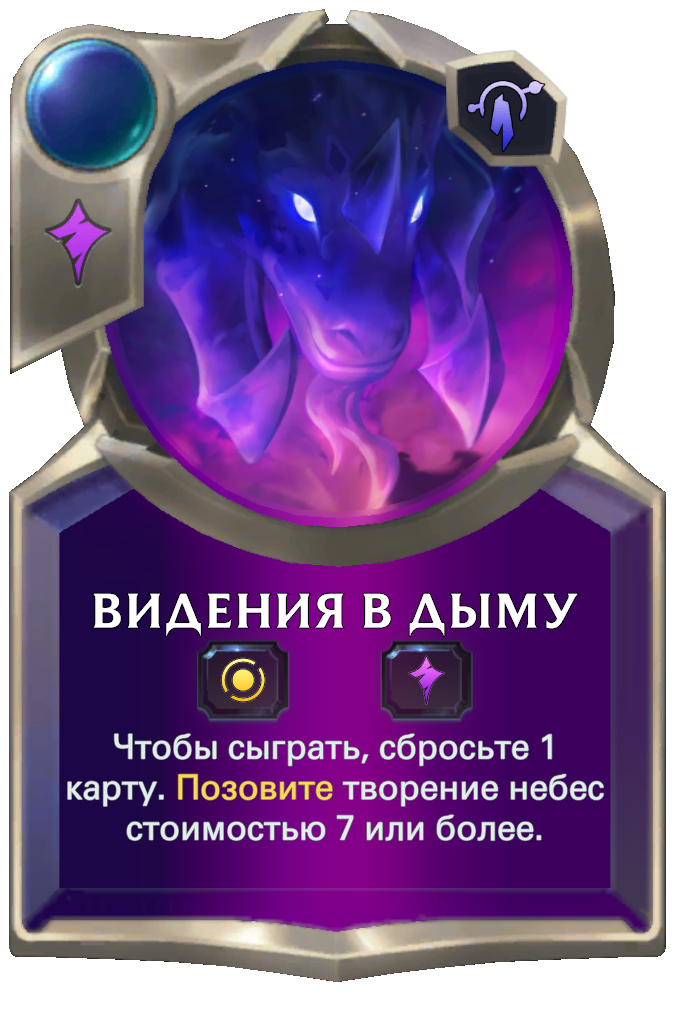 ВИДЕНИЯ В ДЫМУ
Чтобы сыграть, сбросьте 1
карту. Позовите творение небес
стоимостью 7 или более.